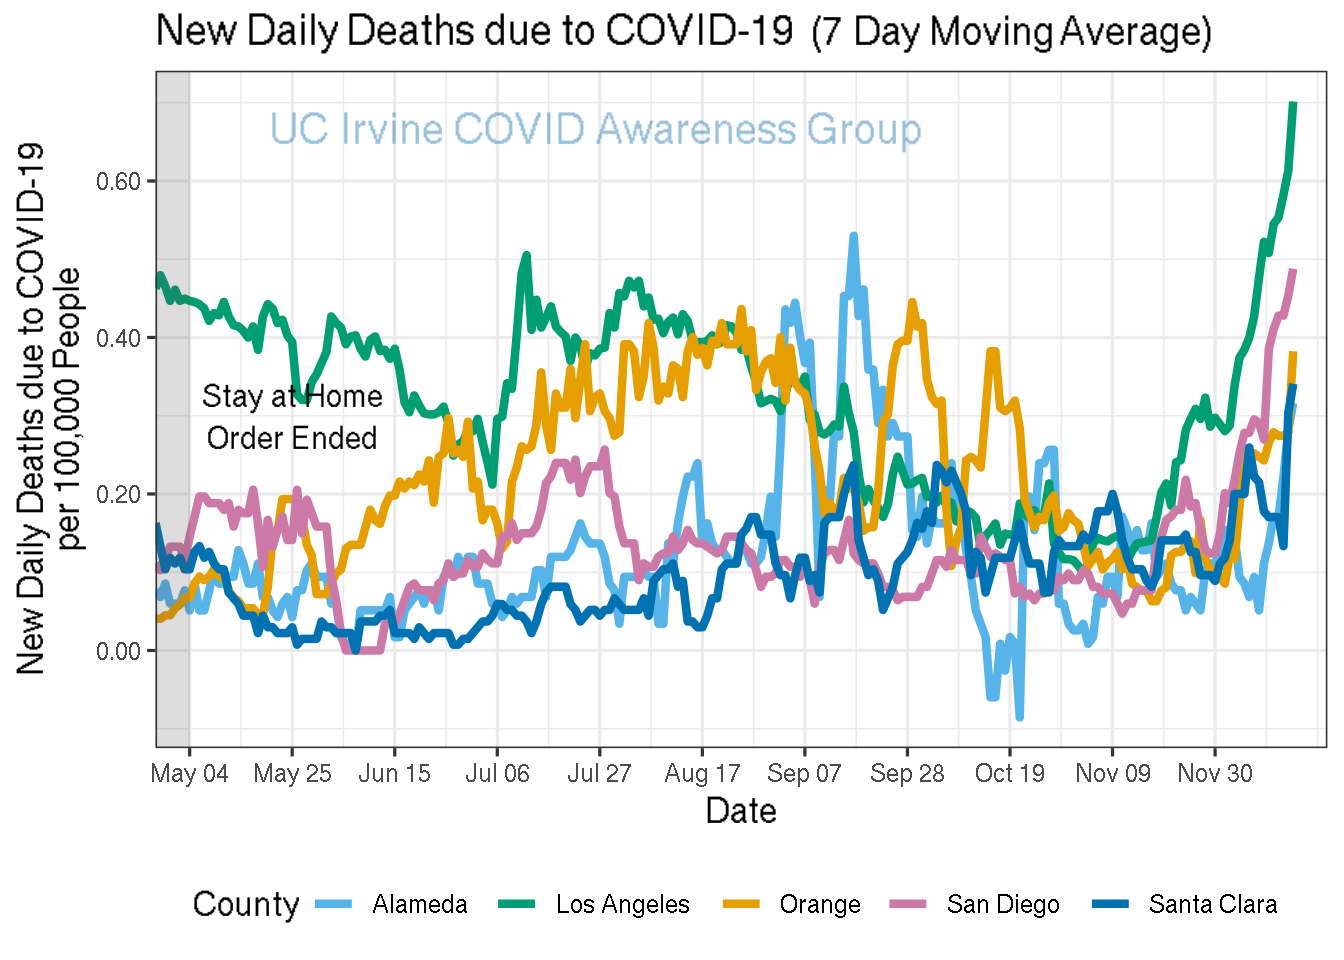 New Daily Deaths due to COVID-19 (7 Day Moving Average)
UC Irvine COVID Awareness Group
New Daily Deaths due to COVID-19
per 100,000 People
0.60
0.40
0.20
0.00
Stay at Home
Order Ended
May 04 May 25 Jun 15 Jul 06 Jul 27 Aug 17 Sep 07 Sep 28 Oct 19 Nov 09 Nov 30
Date
County Alameda Los Angeles Orange San Diego Santa Clara